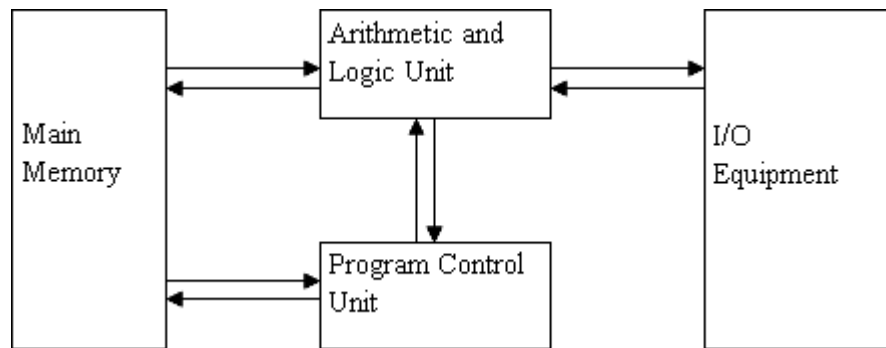 Main
Memory
Arithmetic and
Logic Unit
Program Control
Unit
I/O
Equipment